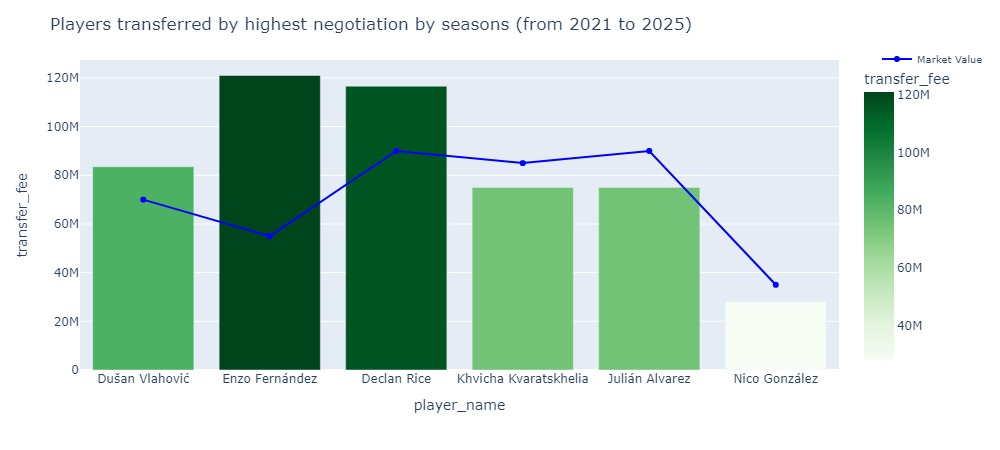 Players transferred by highest negotiation by seasons (from 2021 to 2025)
Market Value
transfer_fee
120M
100M
80M
60M
40M
transfer_fee
120M
100M
80M
60M
40M
20M
0
Dušan Vlahović
Enzo Fernández
Declan Rice
Khvicha Kvaratskhelia
Julián Alvarez
Nico González
player_name